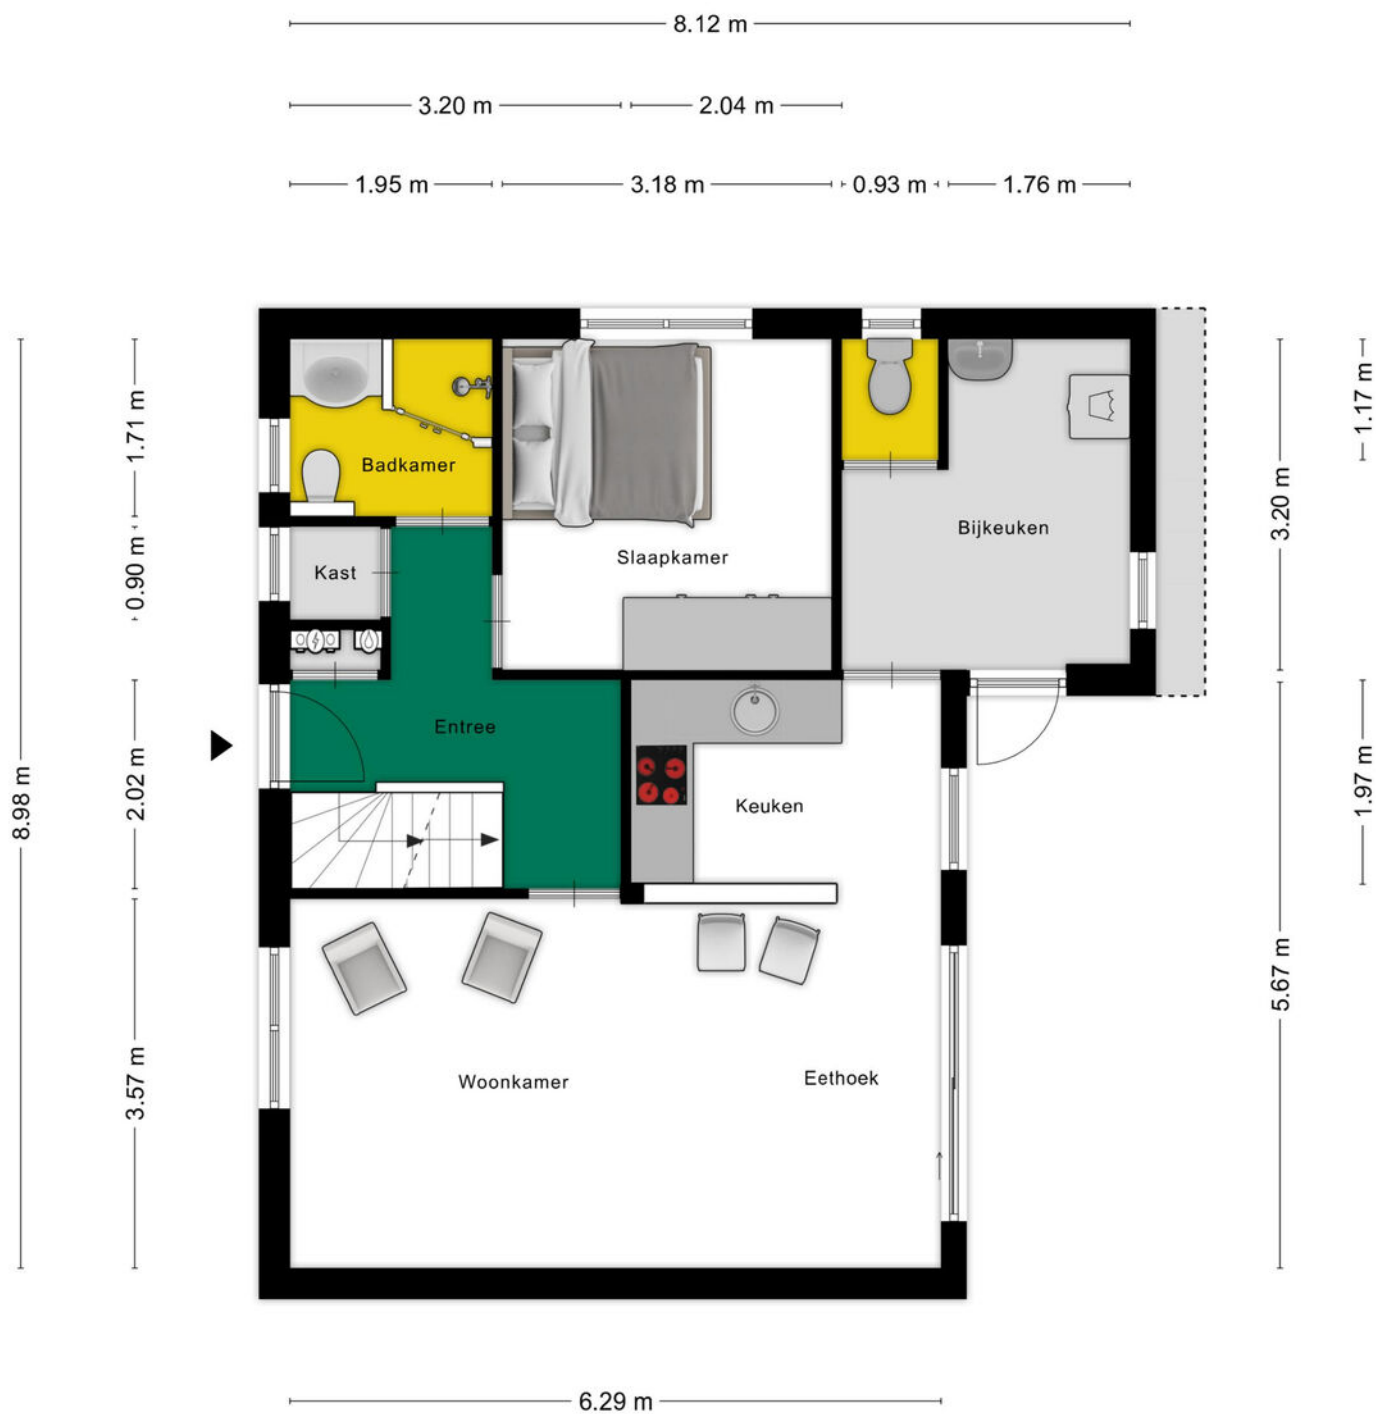 8.12 m
3.20 m
2.04 m
1.95 m
3.18 m
0.93 m
1.76 m
1.71 m
1.17 m
Badkamer
3.20 m
Bijkeuken
Slaapkamer
0.90 m
Kast
Entree
2.02 m
8.98 m
Keuken
1.97 m
5.67 m
3.57 m
Woonkamer
Eethoek
6.29 m